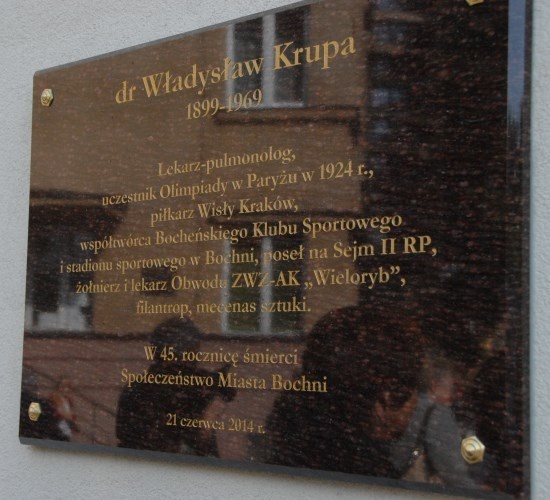 dr Władysław Krupa
1899-1969
Lekarz-pulmonolog,
uczestnik Olimpiady w Paryżu w 1924 r.,
piłkarz Wisły Kraków,
współtwórca Bocheńskiego Klubu Sportowego
i stadionu sportowego w Bochni, poseł na Sejm II RP,
żołnierz i lekarz Obwodu ZWZ-AK „Wieloryb”,
filantrop, mecenas sztuki.
W 45. rocznicę śmierci
Społeczeństwo Miasta Bochni
21 czerwca 2014 r.